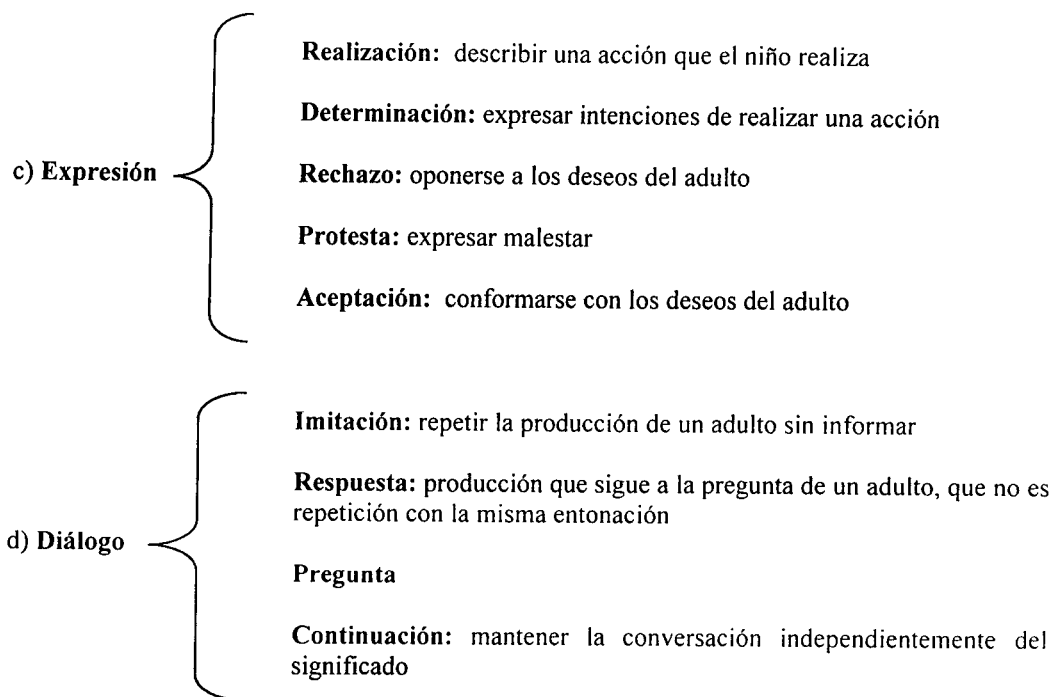 c) Expresión
Realización: describir una acción que el niño realiza
Determinación: expresar intenciones de realizar una acción
Rechazo: oponerse a los deseos del adulto
Protesta: expresar malestar
Aceptación: conformarse con los deseos del adulto
d) Diálogo
Imitación: repetir la producción de un adulto sin informar
Respuesta: producción que sigue a la pregunta de un adulto, que no es
repetición con la misma entonación
Pregunta
Continuación: mantener la conversación independientemente del
significado